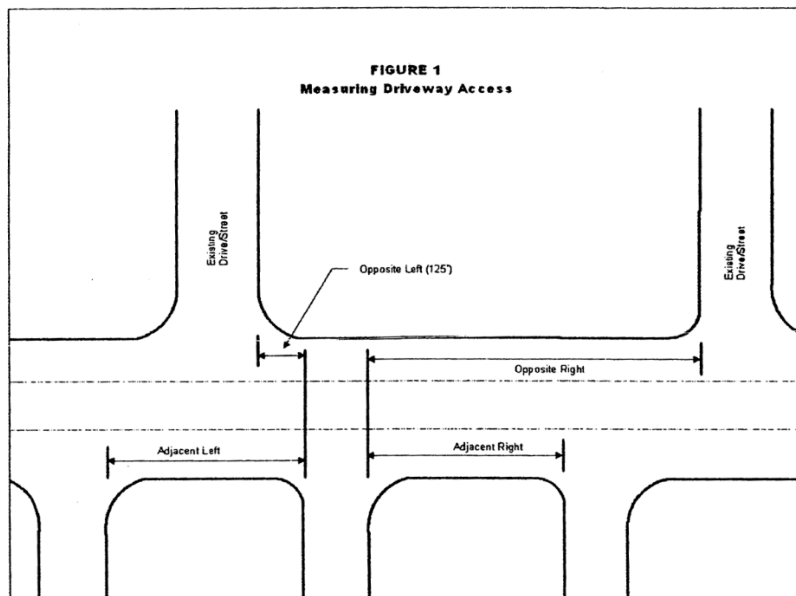 FIGURE 1
Measuring Driveway Access
Existing
Drive/Street
Existing
Drive/Street
Opposite Left (125')
Opposite Right
Adjacent Left
Adjacent Right